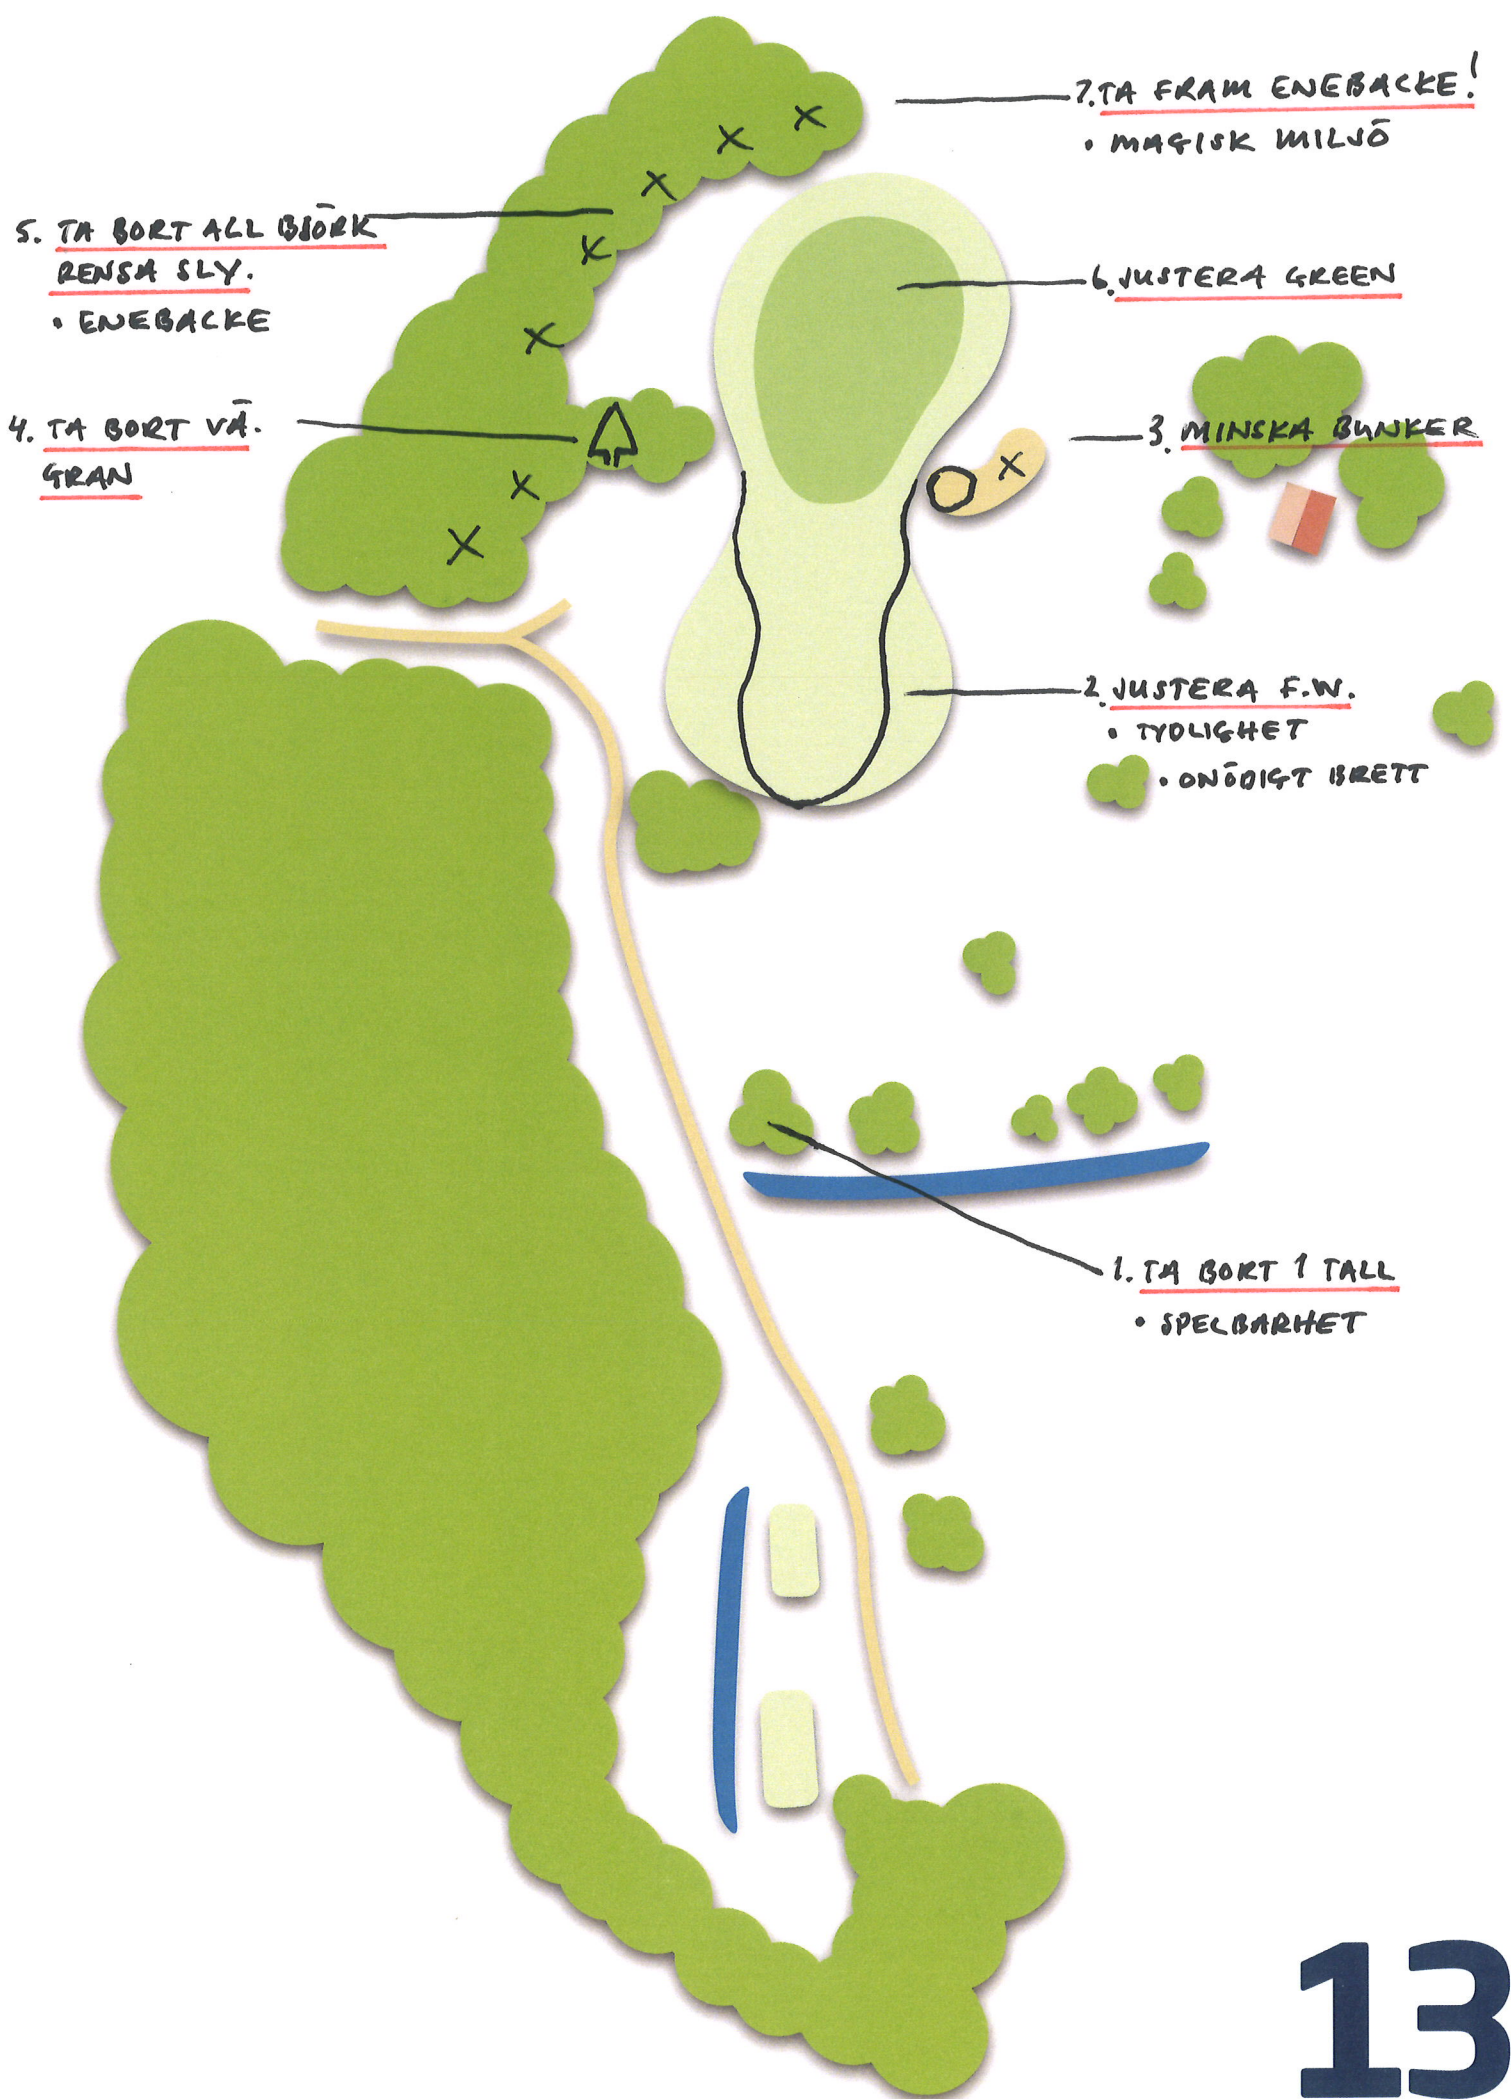 7. TA FRAM ENEBACKE!
• MAGISK MILJÖ
5. TA BORT ALL BJÖRK
RENSA SLY.
• ENEBACKE
6. JUSTERA GREEN
4. TA BORT VÄ.
GRAN
3. MINSKA BUNKER
2. JUSTERA F.W.
• TYDLIGHET
• ONÖDIGT BRETT
1. TA BORT 1 TALL
• SPELBARHET
13